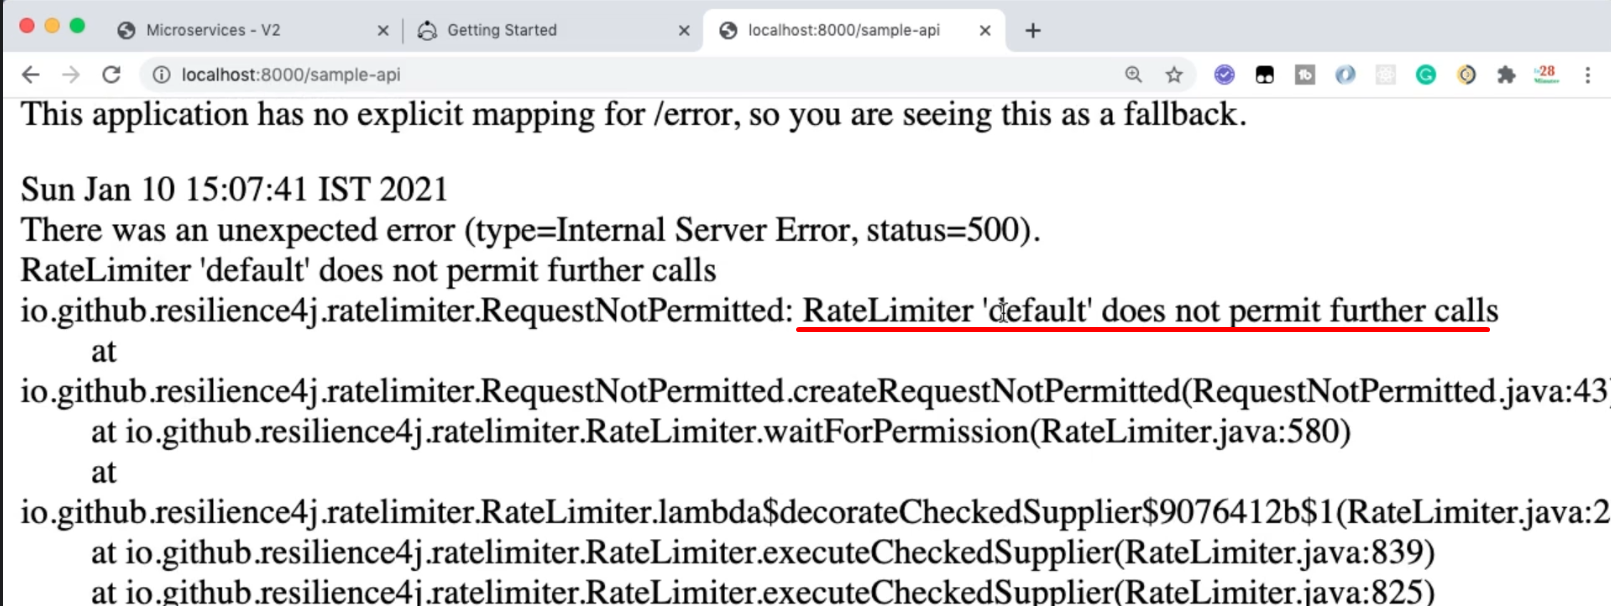 Microservices - V2
Getting Started
localhost:8000/sample-api
localhost:8000/sample-api
This application has no explicit mapping for /error, so you are seeing this as a fallback.
Sun Jan 10 15:07:41 IST 2021
There was an unexpected error (type=Internal Server Error, status=500).
RateLimiter 'default' does not permit further calls
io.github.resilience4j.ratelimiter.RequestNotPermitted: RateLimiter 'default' does not permit further calls
at
io.github.resilience4j.ratelimiter.RequestNotPermitted.createRequestNotPermitted(RequestNotPermitted.java:43)
at io.github.resilience4j.ratelimiter.RateLimiter.waitForPermission(RateLimiter.java:580)
at
io.github.resilience4j.ratelimiter.RateLimiter.lambda$decorateCheckedSupplier$9076412b$1(RateLimiter.java:2
at io.github.resilience4j.ratelimiter.RateLimiter.executeCheckedSupplier(RateLimiter.java:839)
at io.github.resilience4j.ratelimiter.RateLimiter.executeCheckedSupplier(RateLimiter.java:825)